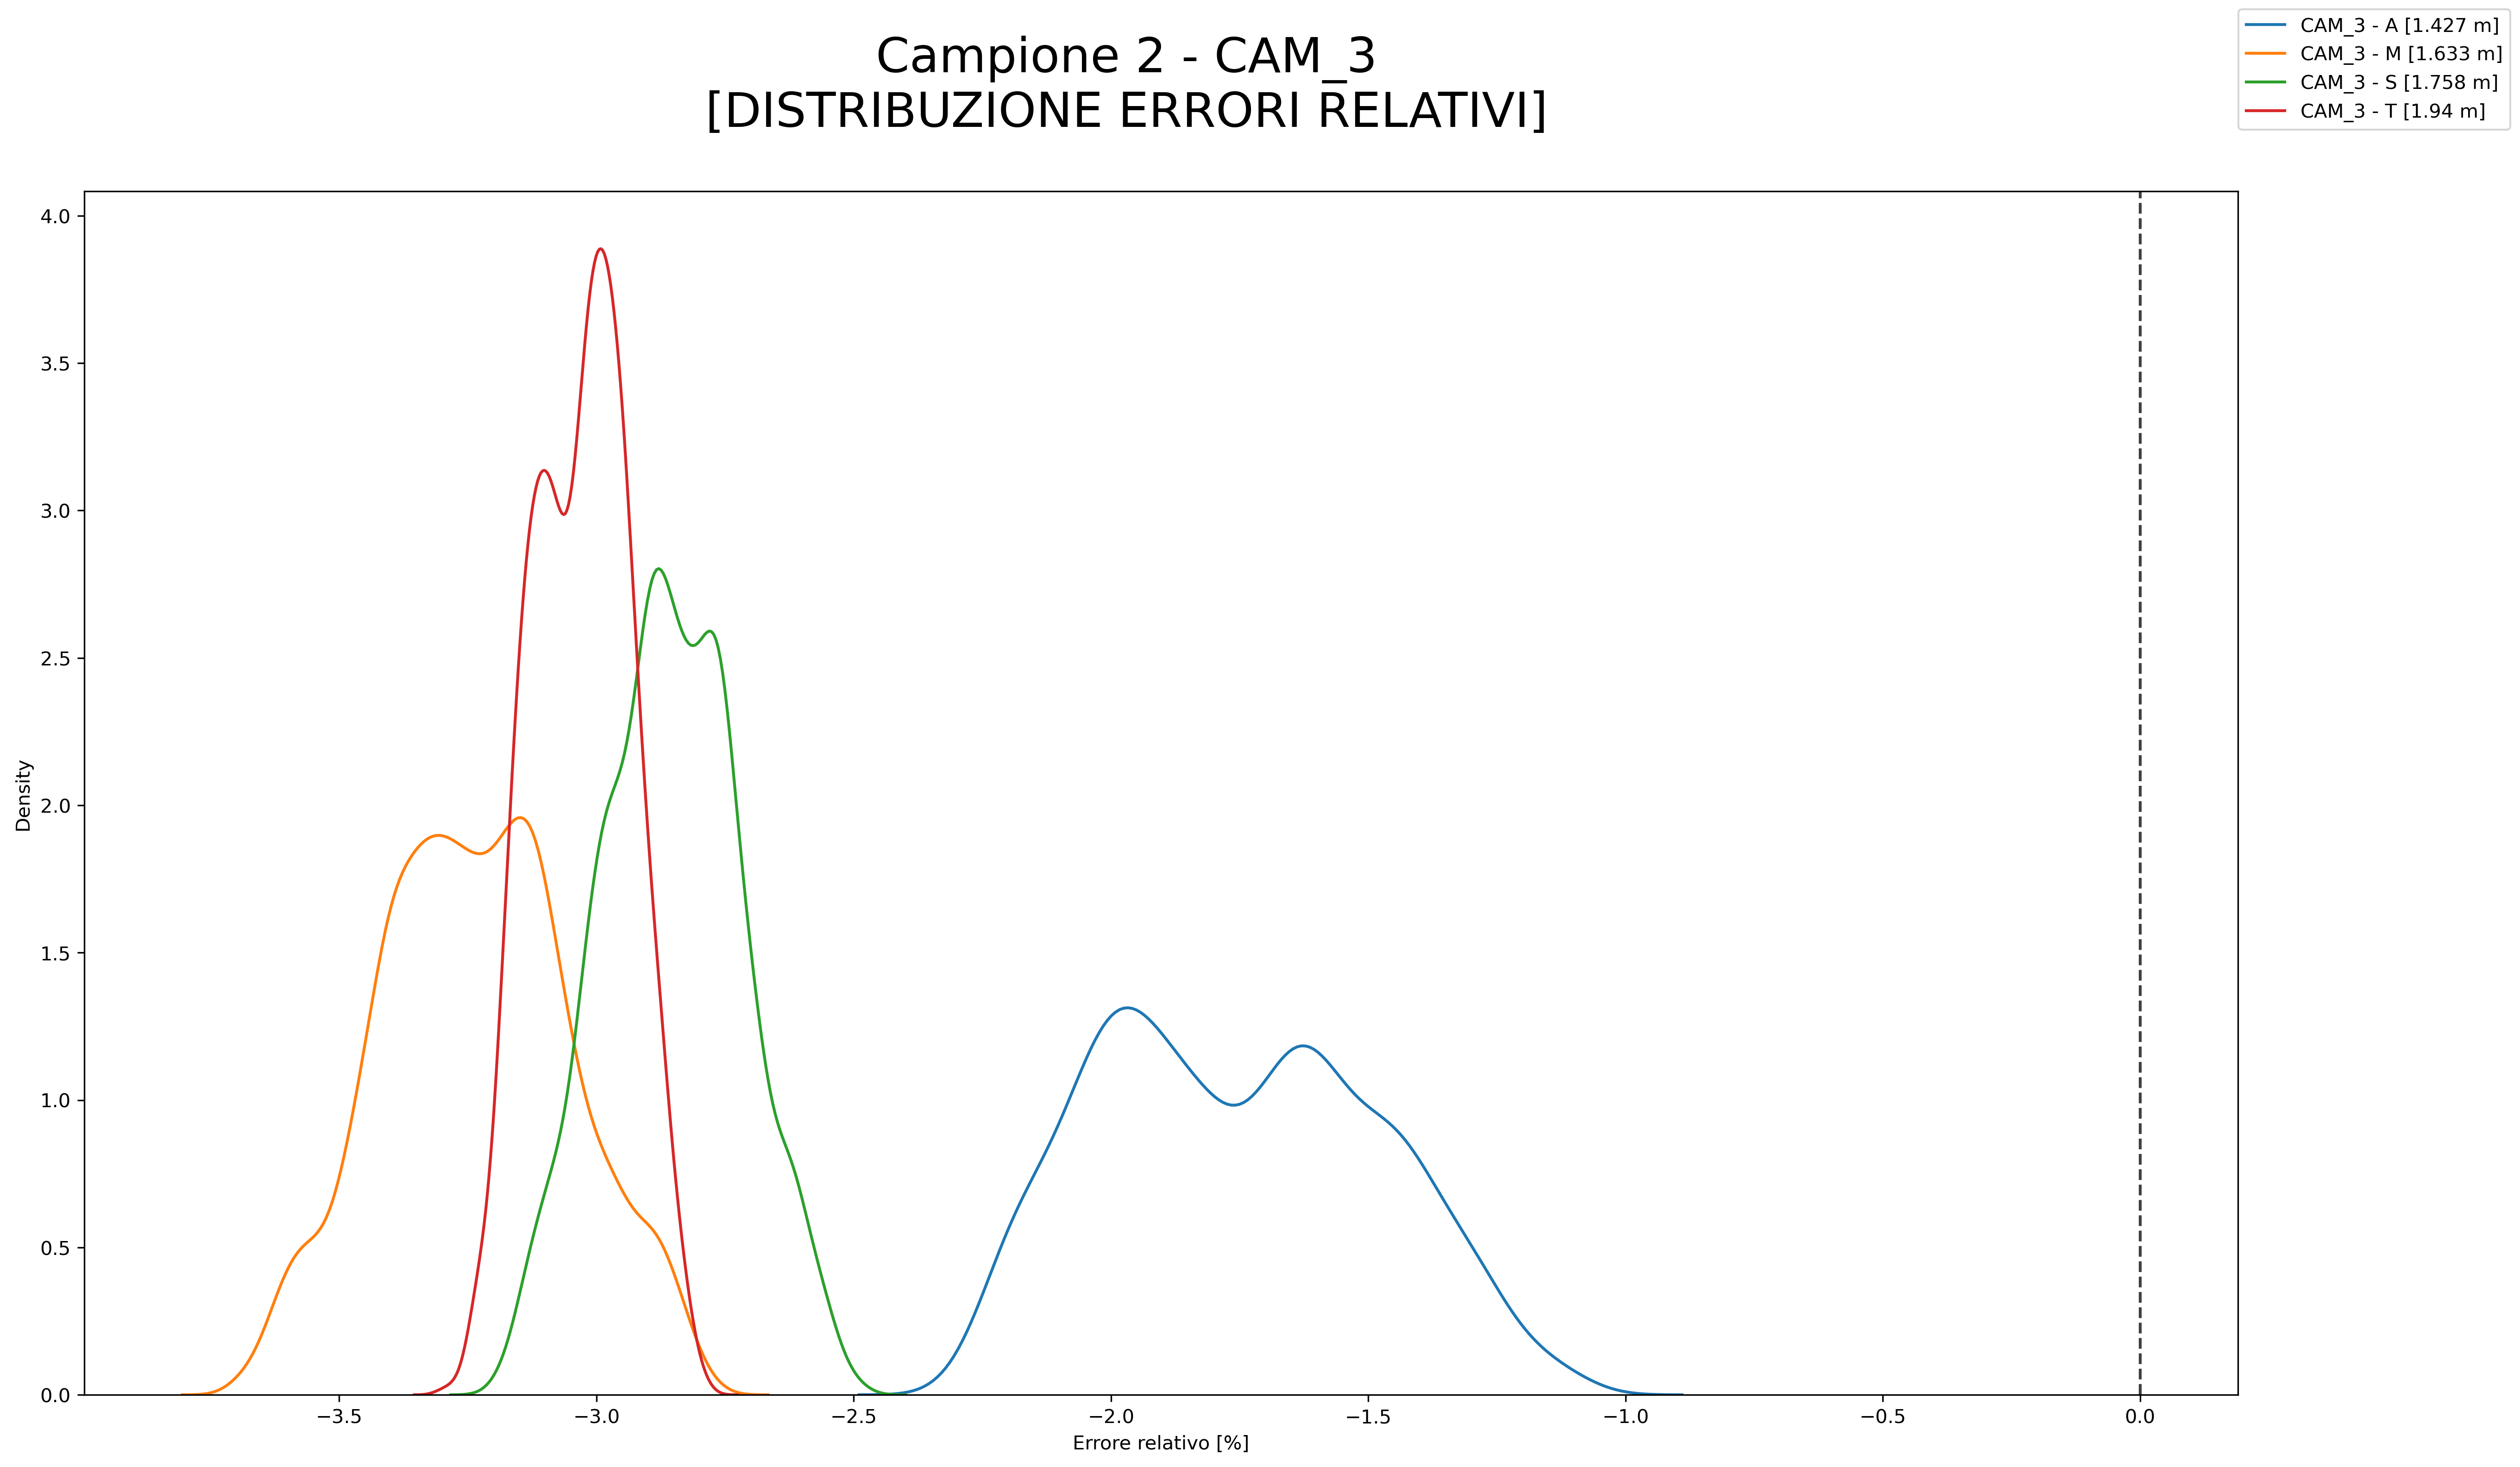 Campione 2 - CAM_3
[DISTRIBUZIONE ERRORI RELATIVI]
CAM_3 - A [1.427 m]
CAM_3 - M [1.633 m]
CAM_3 - S [1.758 m]
CAM_3 - T [1.94 m]
4.0
3.5
3.0
2.5
2.0
1.5
1.0
0.5
0.0
Density
−3.5
−3.0
−2.5
−2.0
−1.5
−1.0
−0.5
0.0
Errore relativo [%]